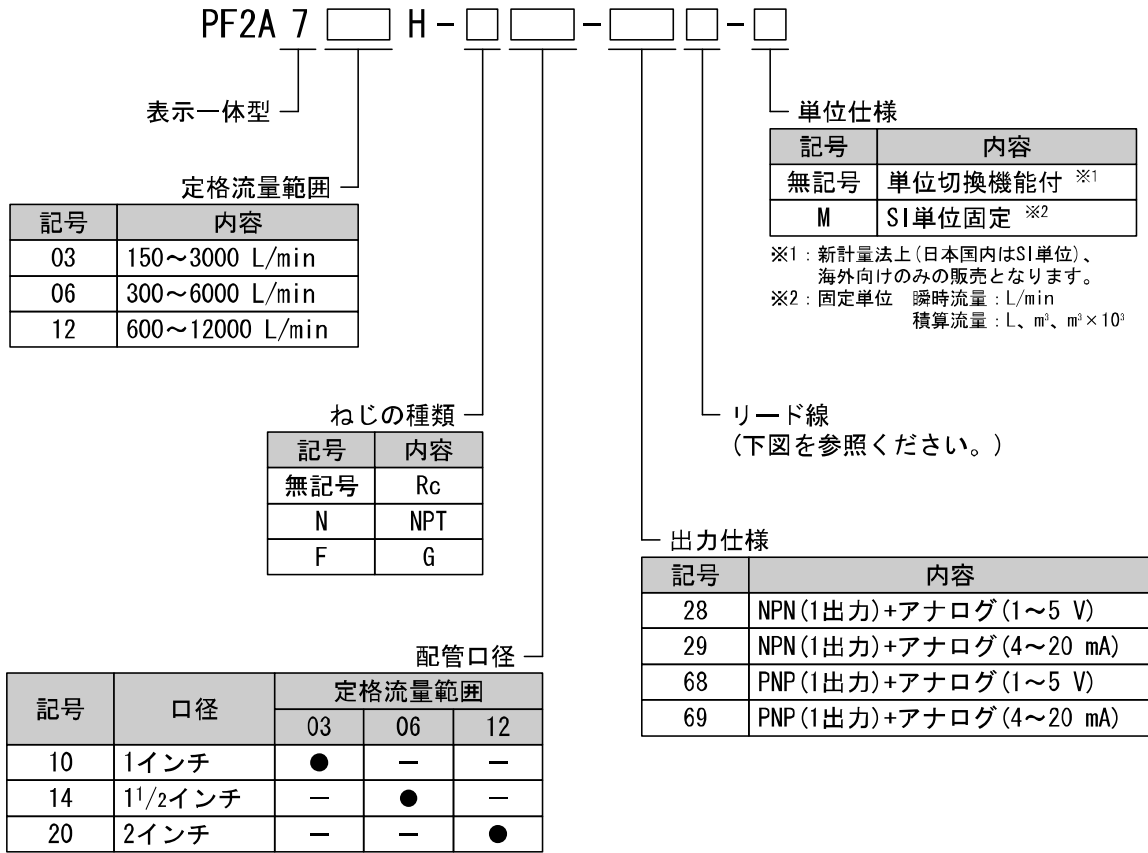 PF2A 7 □ H-□□-□□-□
表示一体型
定格流量範囲
記号 内容
03 150～3000 L/min
06 300～6000 L/min
12 600～12000 L/min
ねじの種類
記号 内容
無記号 Rc
N NPT
F G
配管口径
記号 口径 定格流量範囲
03 06 12
10 1インチ ● － －
14 1¹/2インチ － ● －
20 2インチ － － ●
単位仕様
記号 内容
無記号 単位切換機能付 ※1
M SI単位固定 ※2
※1：新計量法上(日本国内はSI単位)、
海外向けのみの販売となります。
※2：固定単位 瞬時流量：L/min
積算流量：L、m³、m³×10³
リード線
(下図を参照ください。)
出力仕様
記号 内容
28 NPN(1出力)+アナログ(1～5 V)
29 NPN(1出力)+アナログ(4～20 mA)
68 PNP(1出力)+アナログ(1～5 V)
69 PNP(1出力)+アナログ(4～20 mA)